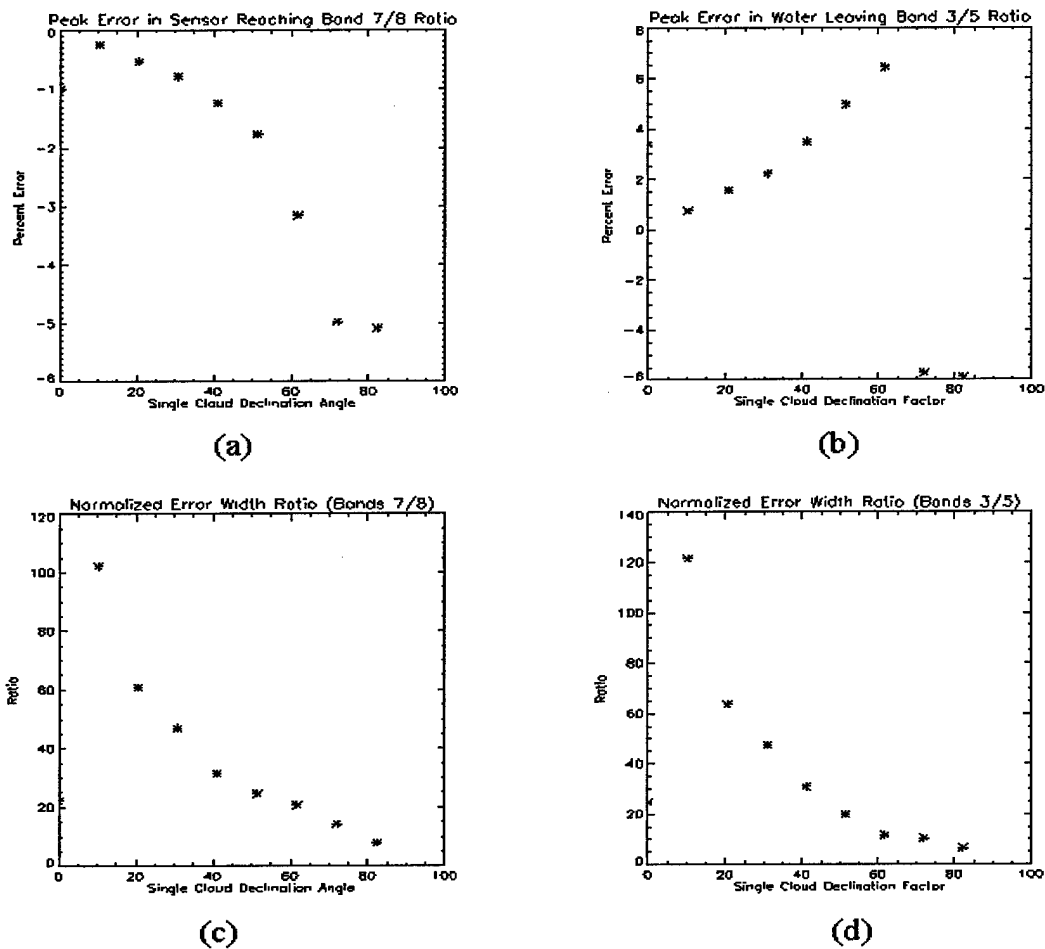 Peak Error in Sensor Reaching Band 7/8 Ratio
0
-1
-2
-3
-4
-5
-6
Percent Error
0 20 40 60 80 100
Single Cloud Declination Angle
(a)
Peak Error in Water Leaving Band 3/5 Ratio
8
6
4
2
0
-2
-4
-6
Percent Error
0 20 40 60 80 100
Single Cloud Declination Factor
(b)
Normalized Error Width Ratio (Bands 7/8)
120
100
80
60
40
20
0
Ratio
0 20 40 60 80 100
Single Cloud Declination Angle
(c)
Normalized Error Width Ratio (Bands 3/5)
140
120
100
80
60
40
20
0
Ratio
0 20 40 60 80 100
Single Cloud Declination Factor
(d)